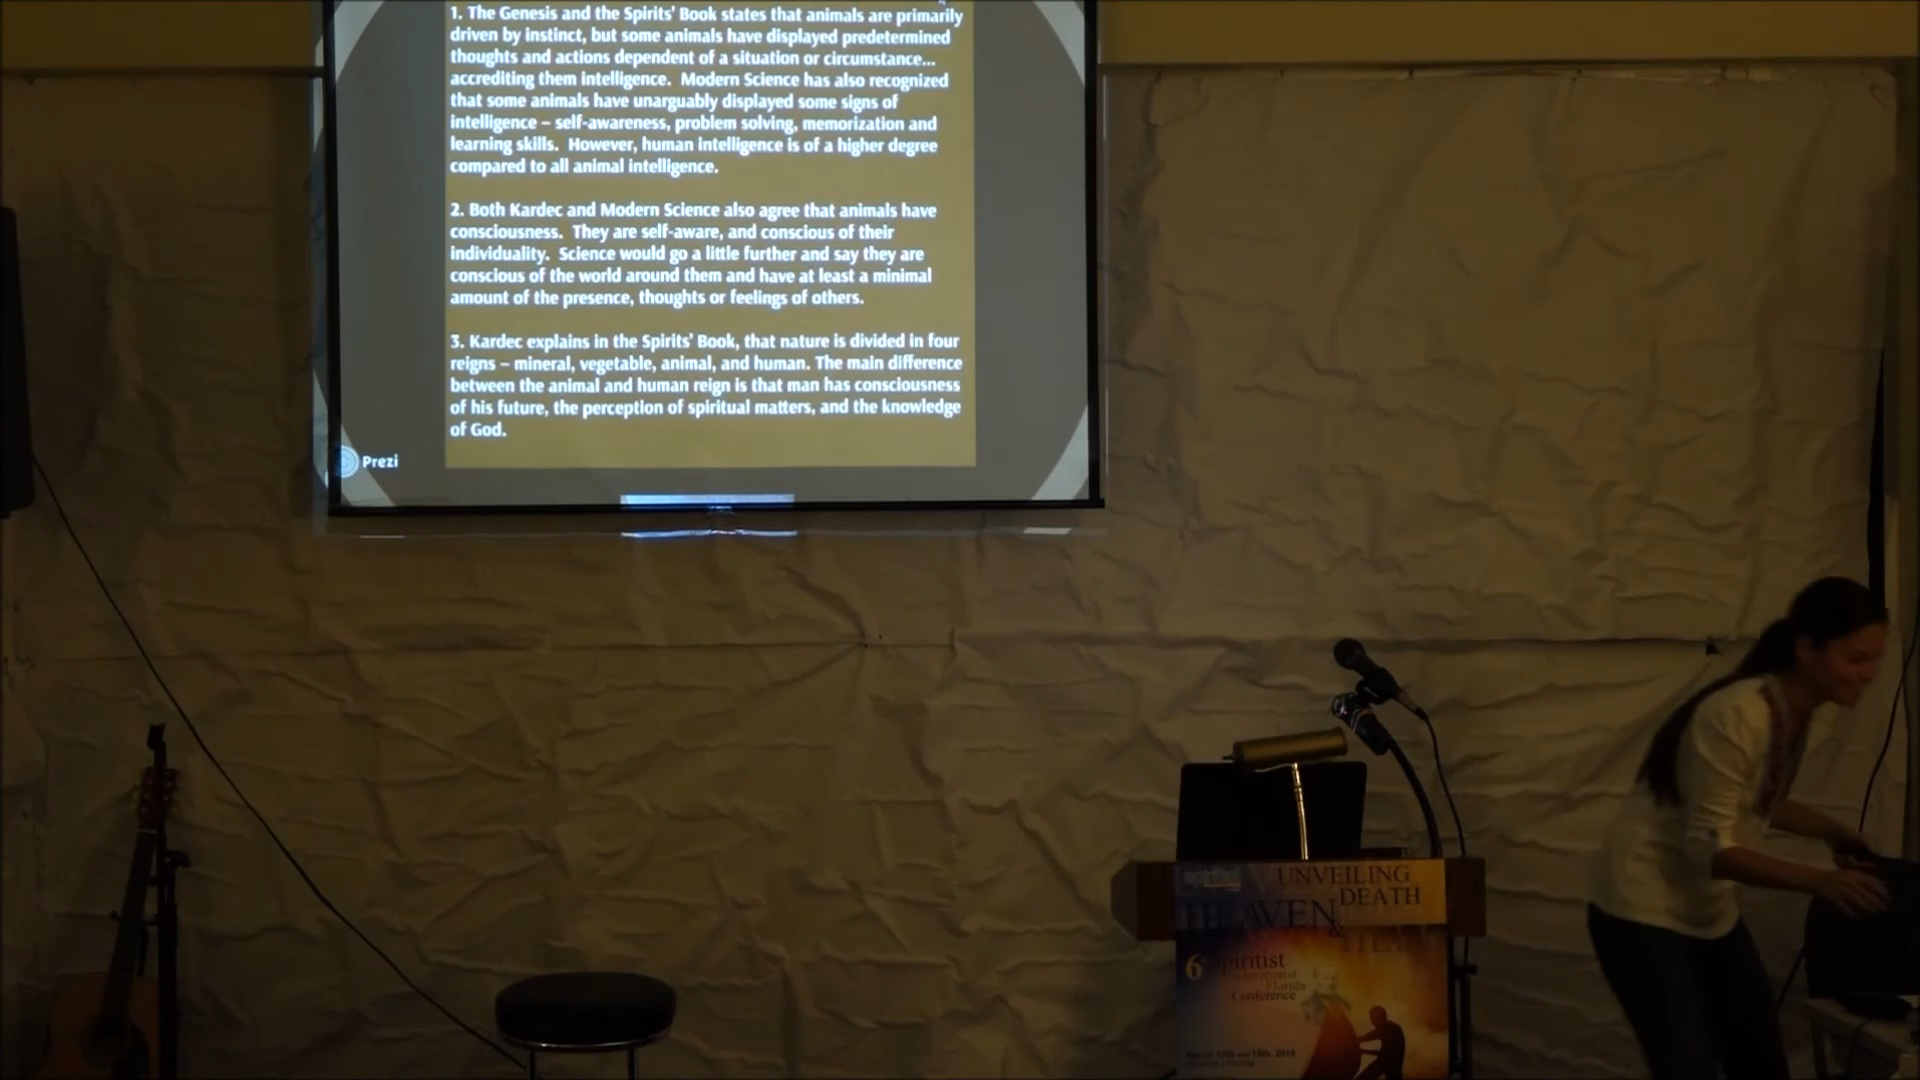 1. The Genesis and the Spirits' Book states that animals are primarily
driven by instinct, but some animals have displayed predetermined
thoughts and actions dependent of a situation or circumstance...
accrediting them intelligence.  Modern Science has also recognized
that some animals have unarguably displayed some signs of
intelligence – self-awareness, problem solving, memorization and
learning skills.  However, human intelligence is of a higher degree
compared to all animal intelligence.
2. Both Kardec and Modern Science also agree that animals have
consciousness.  They are self-aware, and conscious of their
individuality.  Science would go a little further and say they are
conscious of the world around them and have at least a minimal
amount of the presence, thoughts or feelings of others.
3. Kardec explains in the Spirits' Book, that nature is divided in four
reigns – mineral, vegetable, animal, and human. The main difference
between the animal and human reign is that man has consciousness
of his future, the perception of spiritual matters, and the knowledge
of God.
Prezi
UNVEILING
DEATH
HEAVEN
6 Spiritist
Federation of
Florida
Conference